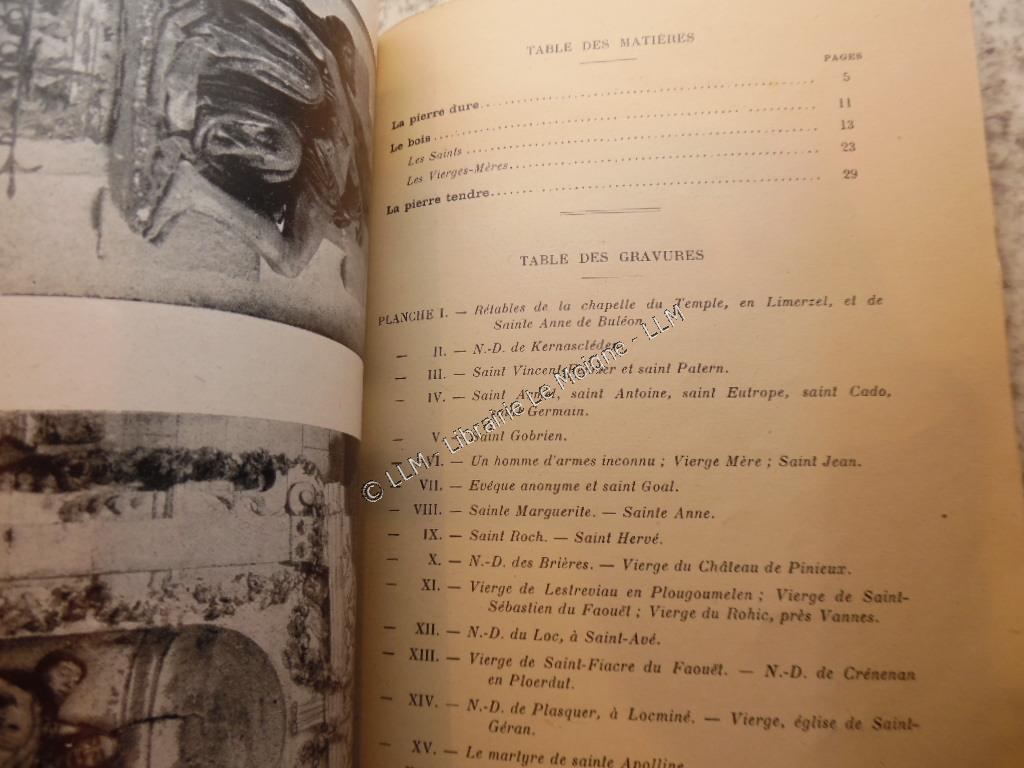 TABLE DES MATIÈRES
PAGES
La pierre dure 5
Le bois 11
Les Saints 13
Les Vierges-Mères 23
La pierre tendre 29
TABLE DES GRAVURES
PLANCHE I. — Rétables de la chapelle du Temple, en Limerzel, et de
Sainte Anne de Buléon.
— II. — N.-D. de Kernascléden.
— III. — Saint Vincent et saint Patern.
— IV. — Saint saint Antoine, saint Eutrope, saint Cado,
Germain.
— V. — Saint Gobrien.
— VI. — Un homme d'armes inconnu ; Vierge Mère ; Saint Jean.
— VII. — Evêque anonyme et saint Goal.
— VIII. — Sainte Marguerite. — Sainte Anne.
— IX. — Saint Roch. — Saint Hervé.
— X. — N.-D. des Brières. — Vierge du Château de Pinieux.
— XI. — Vierge de Lestreviau en Plougoumelen ; Vierge de Saint-
Sébastien du Faouët ; Vierge du Rohic, près Vannes.
— XII. — N.-D. du Loc, à Saint-Avé.
— XIII. — Vierge de Saint-Fiacre du Faouët. — N.-D. de Crénenan
en Ploerdut.
— XIV. — N.-D. de Plasquer, à Locminé. — Vierge, église de Saint-
Géran.
— XV. — Le martyre de sainte Apolline.
© LLM - Librairie Le Moigne - LLM